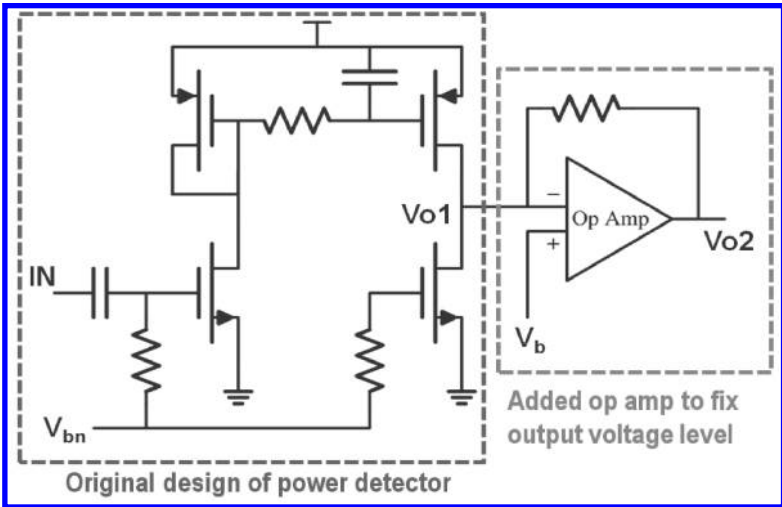 Vo1
Op Amp
Vo2
IN
Vb
Vbn
Added op amp to fix
output voltage level
Original design of power detector